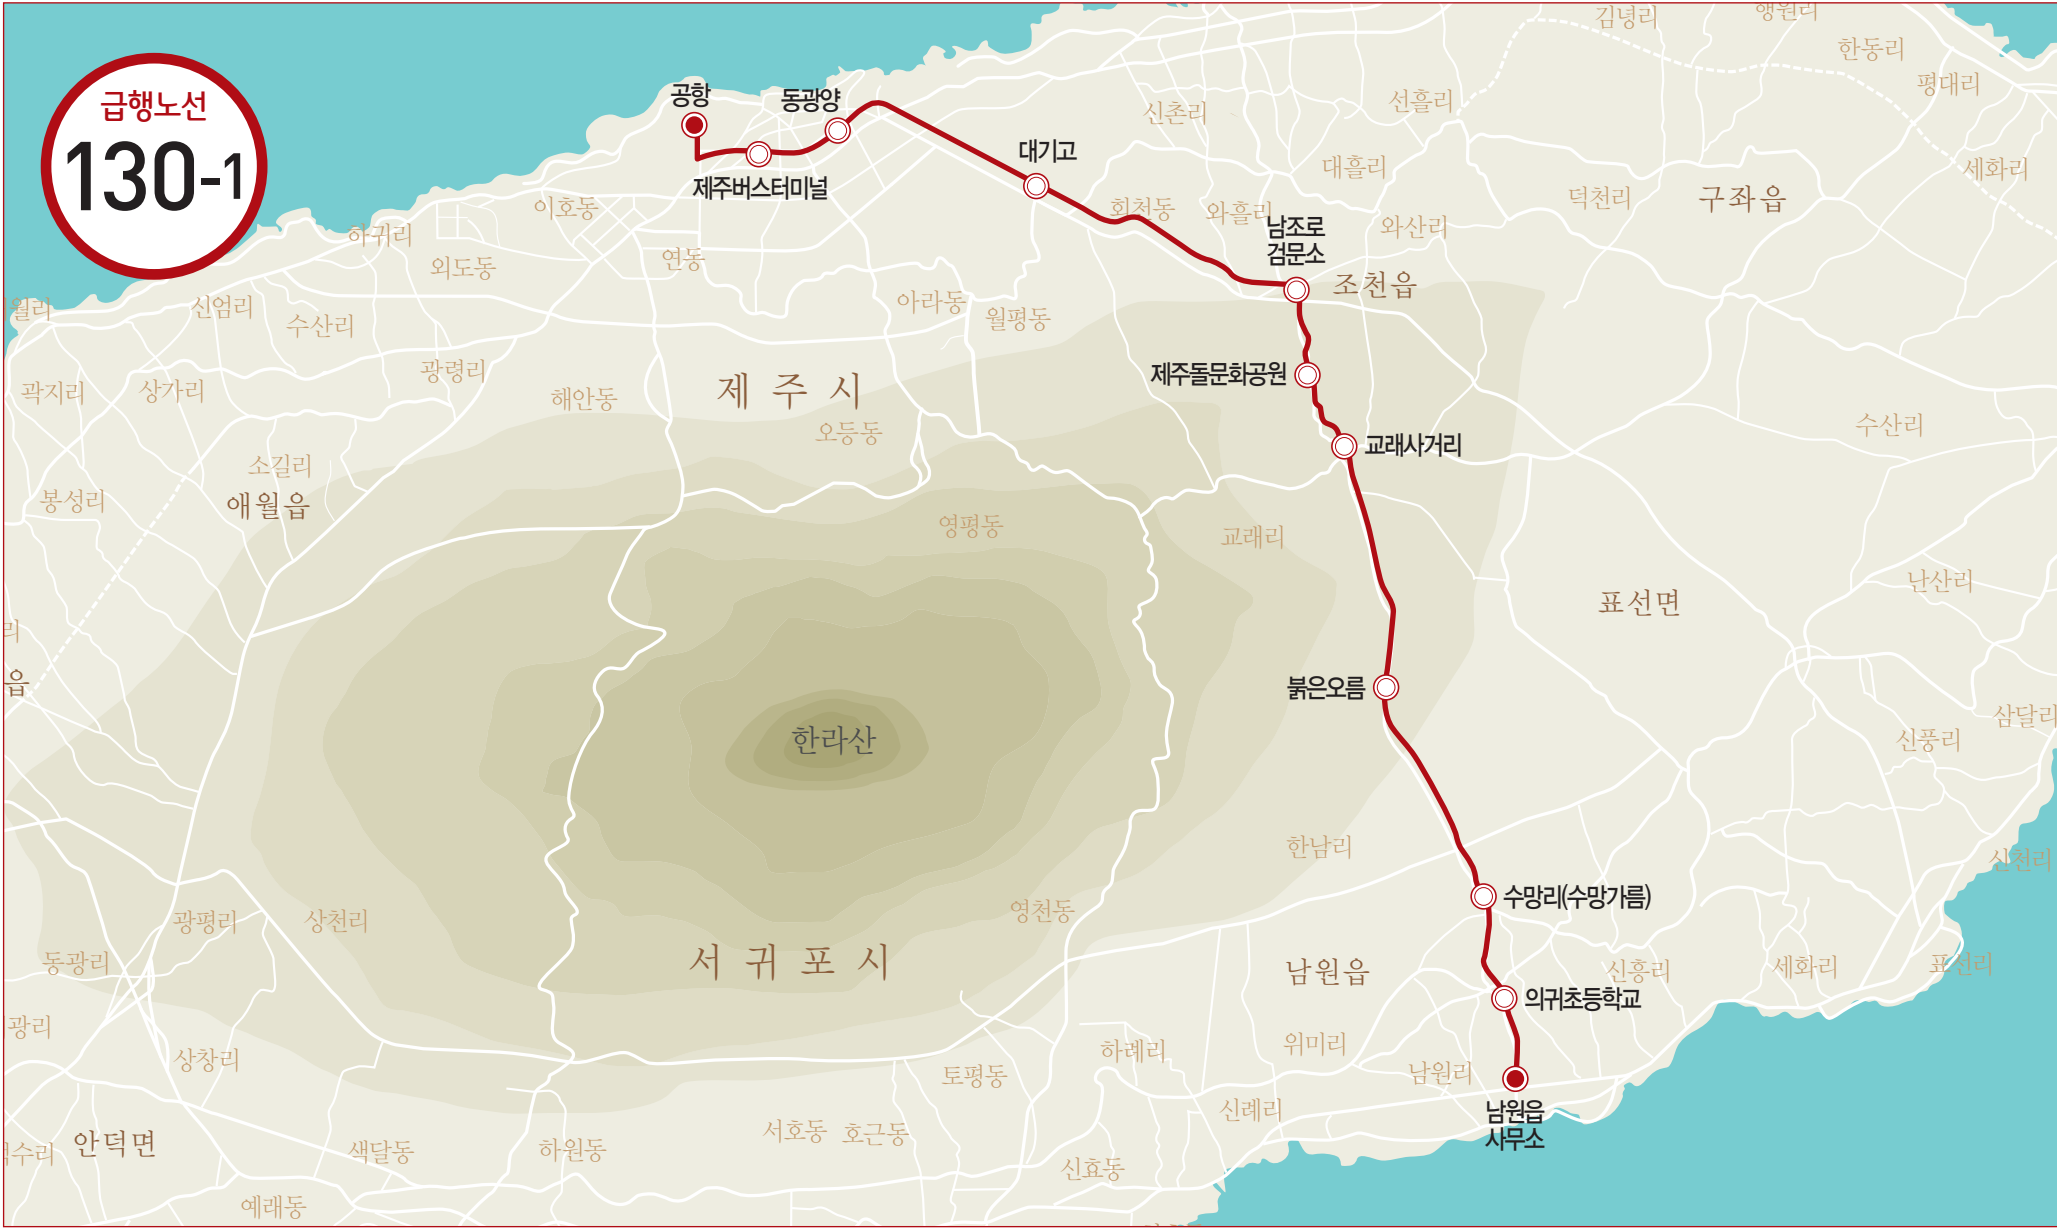 급행노선
130-1
공항
동광양
제주버스터미널
대기고
남조로
검문소
제주돌문화공원
교래사거리
붉은오름
수망리(수망가름)
의귀초등학교
남원읍
사무소
김녕리
행원리
한동리
평대리
신촌리
선흘리
대흘리
세화리
덕천리
구좌읍
이호동
회천동
와흘리
와산리
하귀리
외도동
연동
조천읍
신엄리
수산리
아라동
월평동
곽지리
상가리
광령리
해안동
제주시
오등동
수산리
소길리
봉성리
애월읍
영평동
교래리
난산리
표선면
읍
한라산
삼달리
신풍리
한남리
신천리
광평리
상천리
영천동
동광리
서귀포시
남원읍
신흥리
세화리
표선리
광리
상창리
하례리
위미리
남원리
토평동
신례리
안덕면
색달동
하원동
서호동
호근동
신효동
예래동